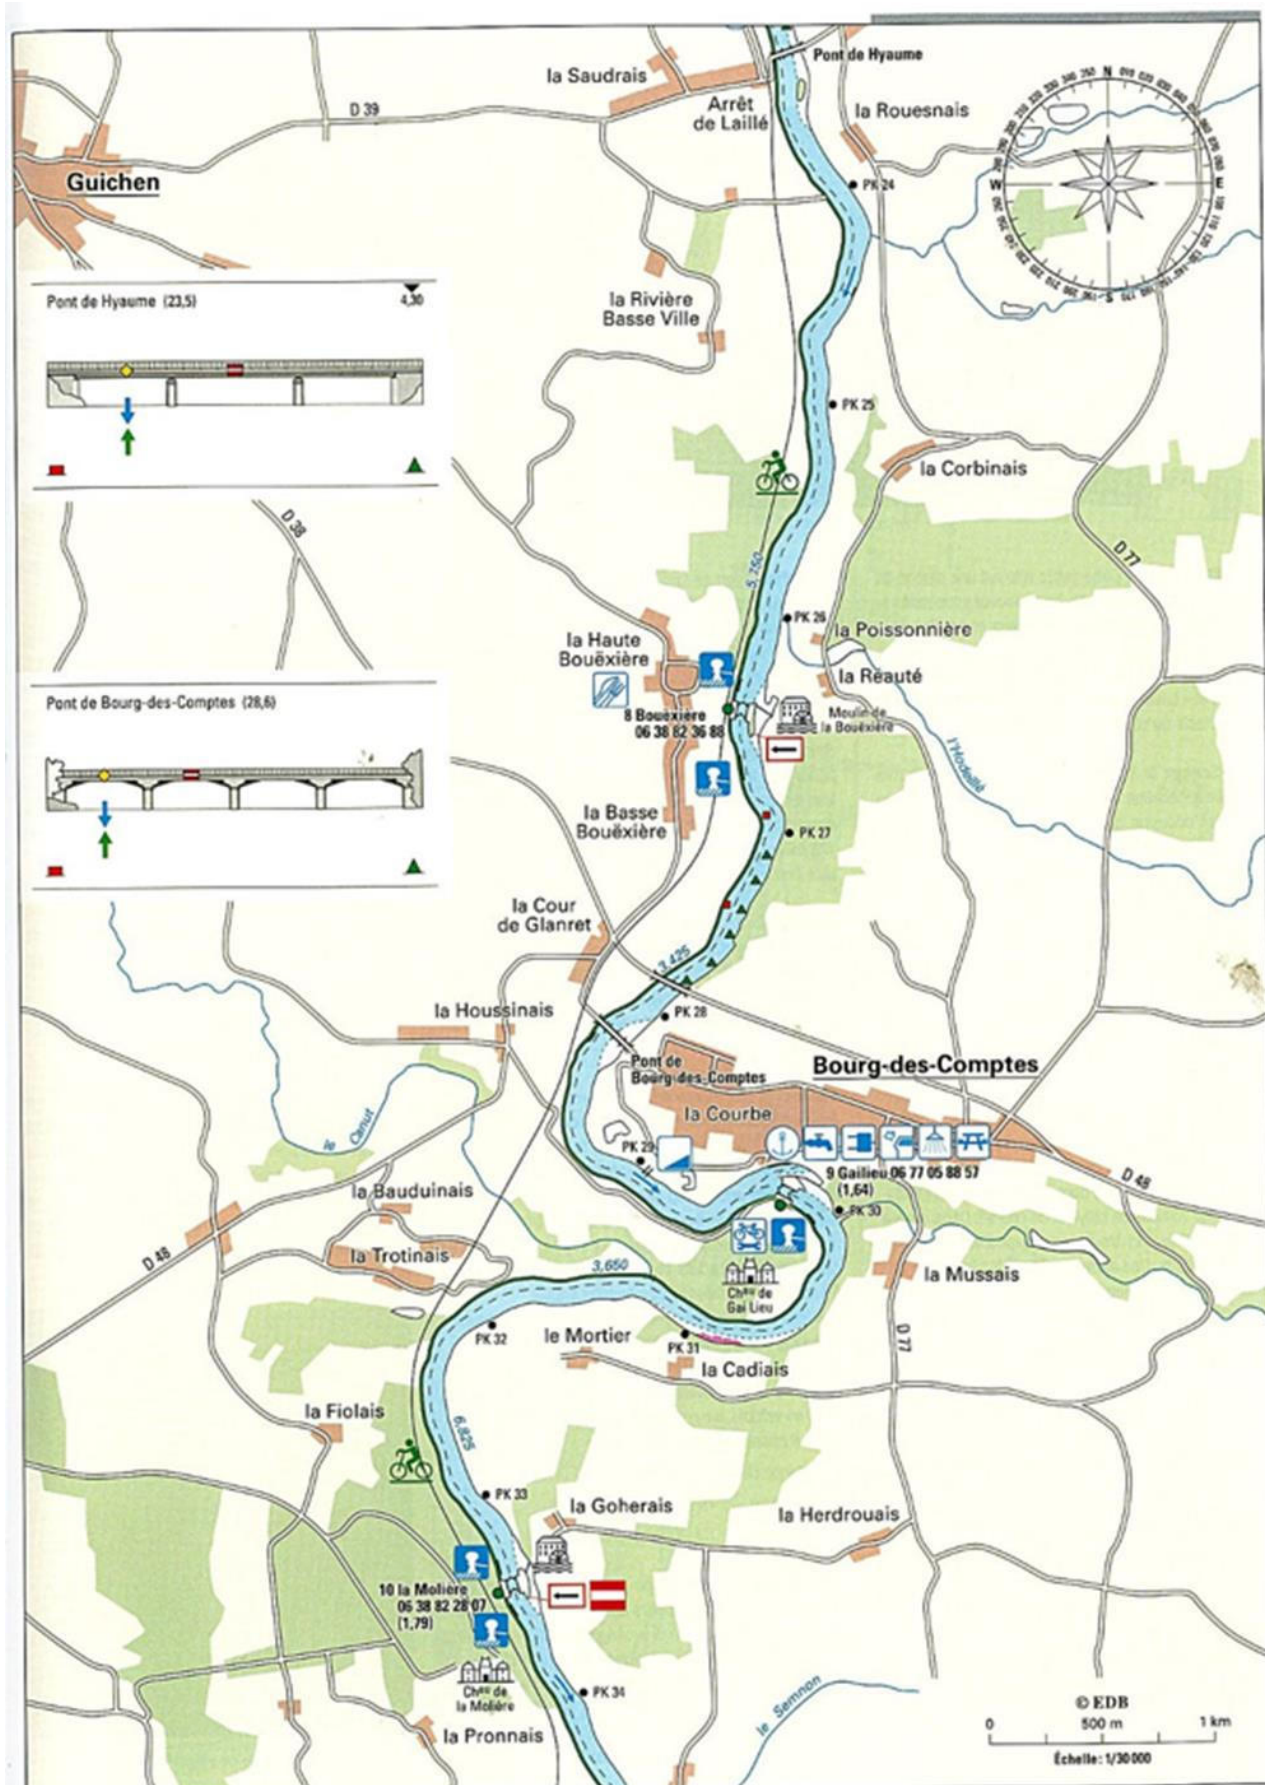 Pont de Hyaume
la Saudrais
Arrêt
de Laillé
la Rouesnais
D 39
N
W
E
S
Guichen
PK 24
Pont de Hyaume (23,5)
4,30
la Rivière
Basse Ville
PK 25
la Corbinais
D 38
D 77
5,750
PK 26
la Haute
Bouëxière
la Poissonnière
la Réauté
Pont de Bourg-des-Comptes (28,6)
8 Bouëxière
06 38 82 36 88
Moulin de
la Bouëxière
l'Hodeillé
la Basse
Bouëxière
PK 27
la Cour
de Glanret
3,425
la Houssinais
PK 28
Pont de
Bourg-des-Comptes
Bourg-des-Comptes
la Courbe
le Canut
PK 29
9 Gailieu 06 77 05 88 57
(1,64)
D 48
PK 30
la Bauduinais
la Trotinais
D 48
3,650
Chau de
Gai Lieu
la Mussais
PK 32
le Mortier
PK 31
la Cadiais
D 77
la Fiolais
6,825
PK 33
la Goherais
la Herdrouais
10 la Molière
06 38 82 28 07
(1,79)
Chau de
la Molière
PK 34
la Pronnais
le Semnon
© EDB
0 500 m 1 km
Échelle: 1/30 000